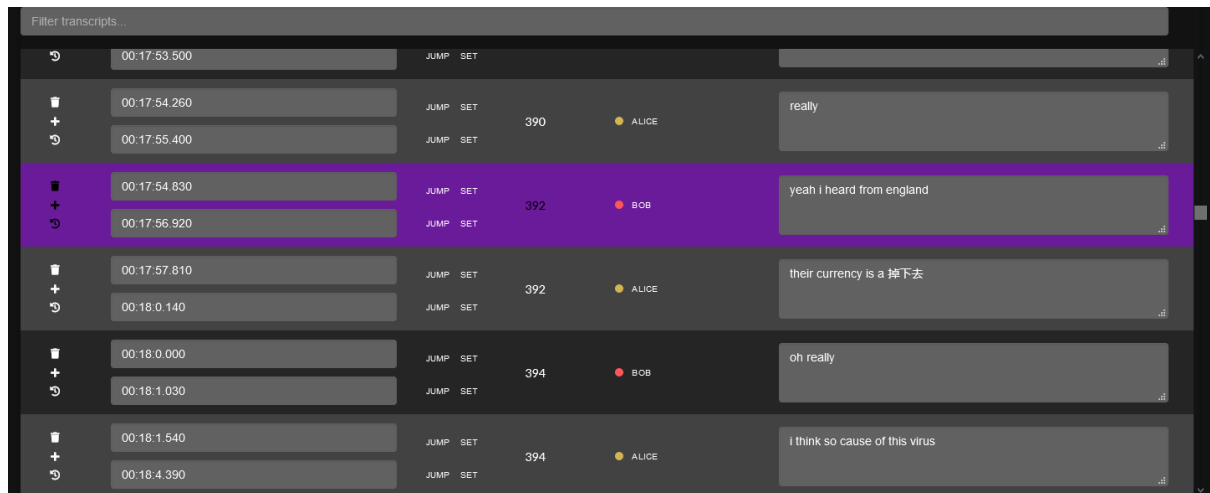 Filter transcripts...
00:17:53.500 JUMP SET
00:17:54.260 JUMP SET
390 ALICE really
00:17:55.400 JUMP SET
00:17:54.830 JUMP SET
392 BOB yeah i heard from england
00:17:56.920 JUMP SET
00:17:57.810 JUMP SET
392 ALICE their currency is a 掉下去
00:18:0.140 JUMP SET
00:18:0.000 JUMP SET
394 BOB oh really
00:18:1.030 JUMP SET
00:18:1.540 JUMP SET
394 ALICE i think so cause of this virus
00:18:4.390 JUMP SET